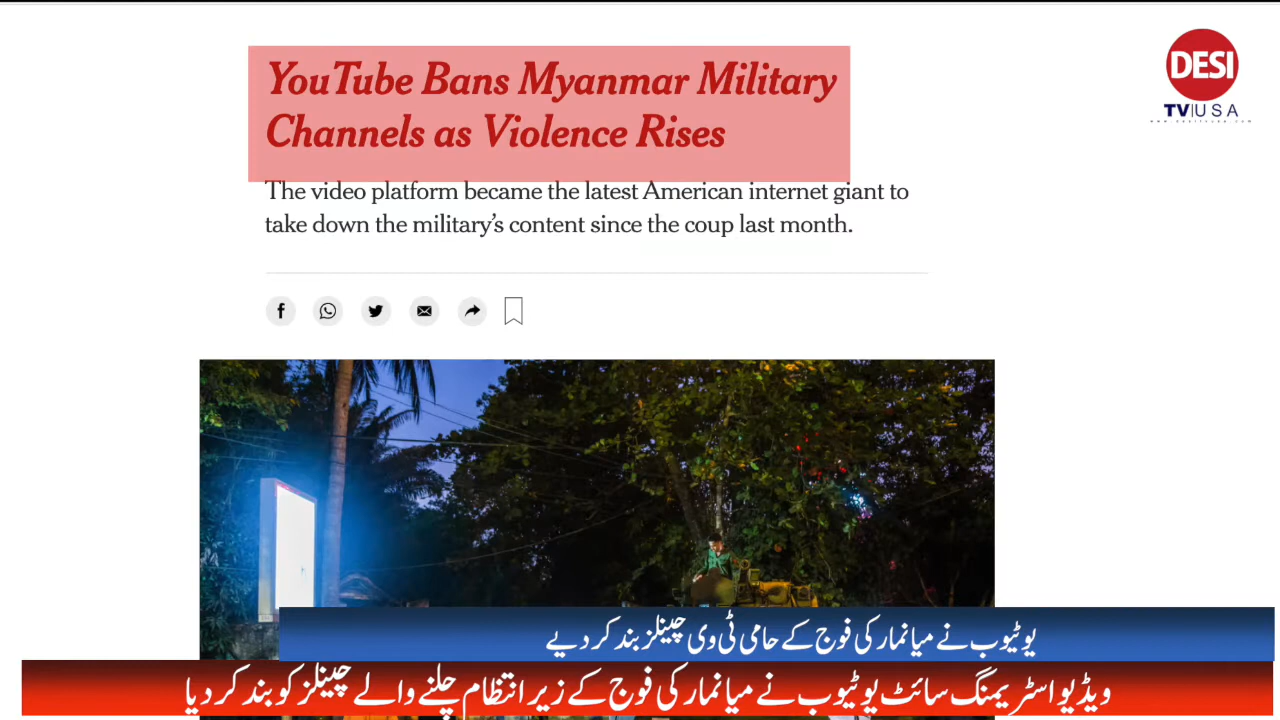 YouTube Bans Myanmar Military
Channels as Violence Rises
The video platform became the latest American internet giant to
take down the military’s content since the coup last month.
DESI
TV|USA
یوٹیوب نے میانمار کی فوج کے حامی ٹی وی چینلز بند کر دیے
ویڈیو اسٹریمنگ سائٹ یوٹیوب نے میانمار کی فوج کے زیر انتظام چلنے والے چینلز کو بند کر دیا